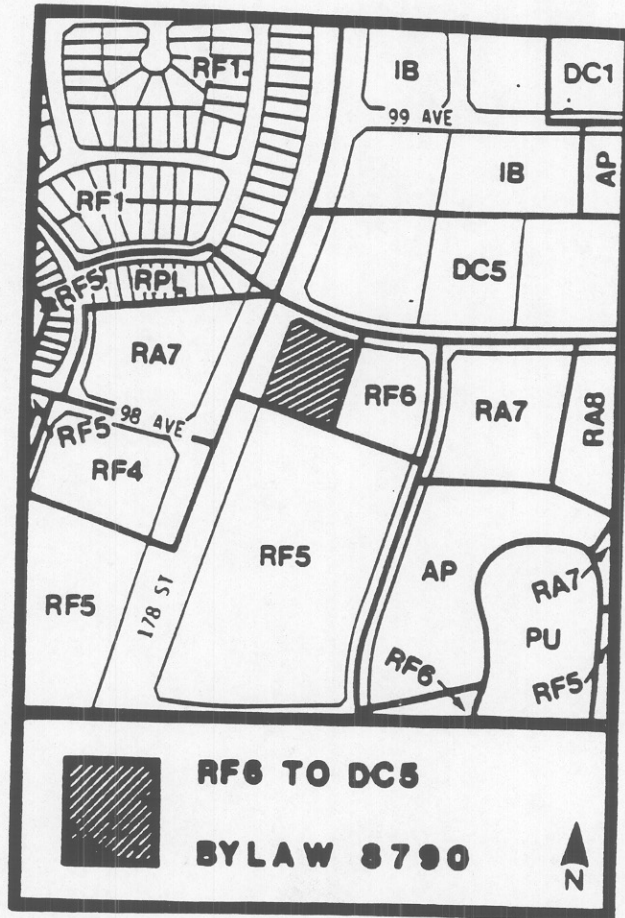 RF1
IB
DC1
99 AVE
IB
AP
RF1
DC5
RF5
RPL
RA7
RF6
RA7
RA8
98 AVE
RF5
RF4
RF5
AP
RA7
RF5
178 ST
PU
RF6
RF5
RF6 TO DC5
BYLAW 8790
N